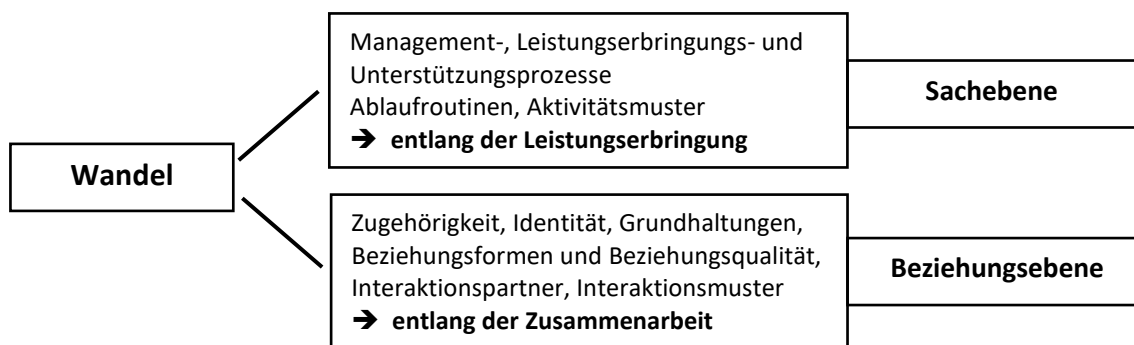 Management-, Leistungserbringungs- und
Unterstützungsprozesse
Ablaufroutinen, Aktivitätsmuster
➔ entlang der Leistungserbringung
Sachebene
Wandel
Zugehörigkeit, Identität, Grundhaltungen,
Beziehungsformen und Beziehungsqualität,
Interaktionspartner, Interaktionsmuster
➔ entlang der Zusammenarbeit
Beziehungsebene